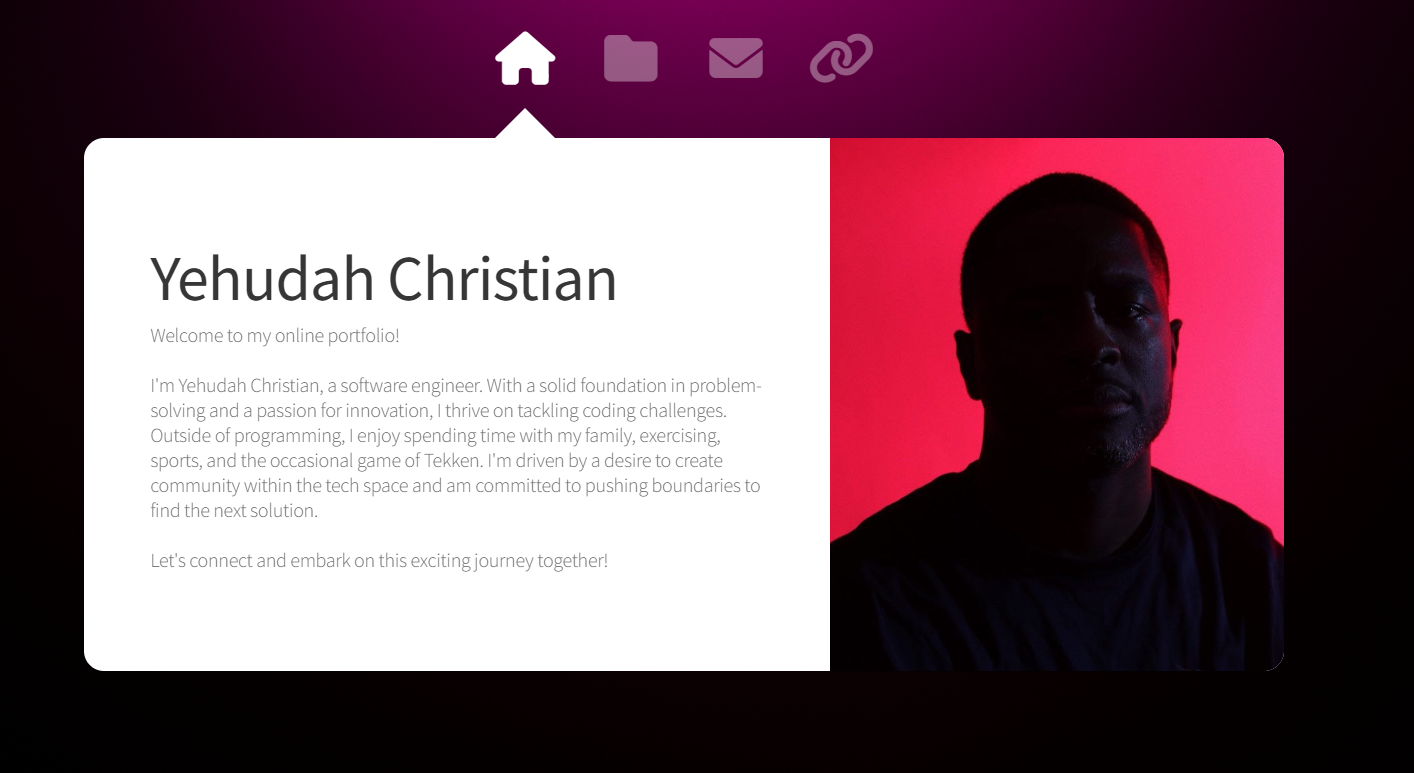 Yehudah Christian
Welcome to my online portfolio!
I'm Yehudah Christian, a software engineer. With a solid foundation in problem-
solving and a passion for innovation, I thrive on tackling coding challenges.
Outside of programming, I enjoy spending time with my family, exercising,
sports, and the occasional game of Tekken. I'm driven by a desire to create
community within the tech space and am committed to pushing boundaries to
find the next solution.
Let's connect and embark on this exciting journey together!